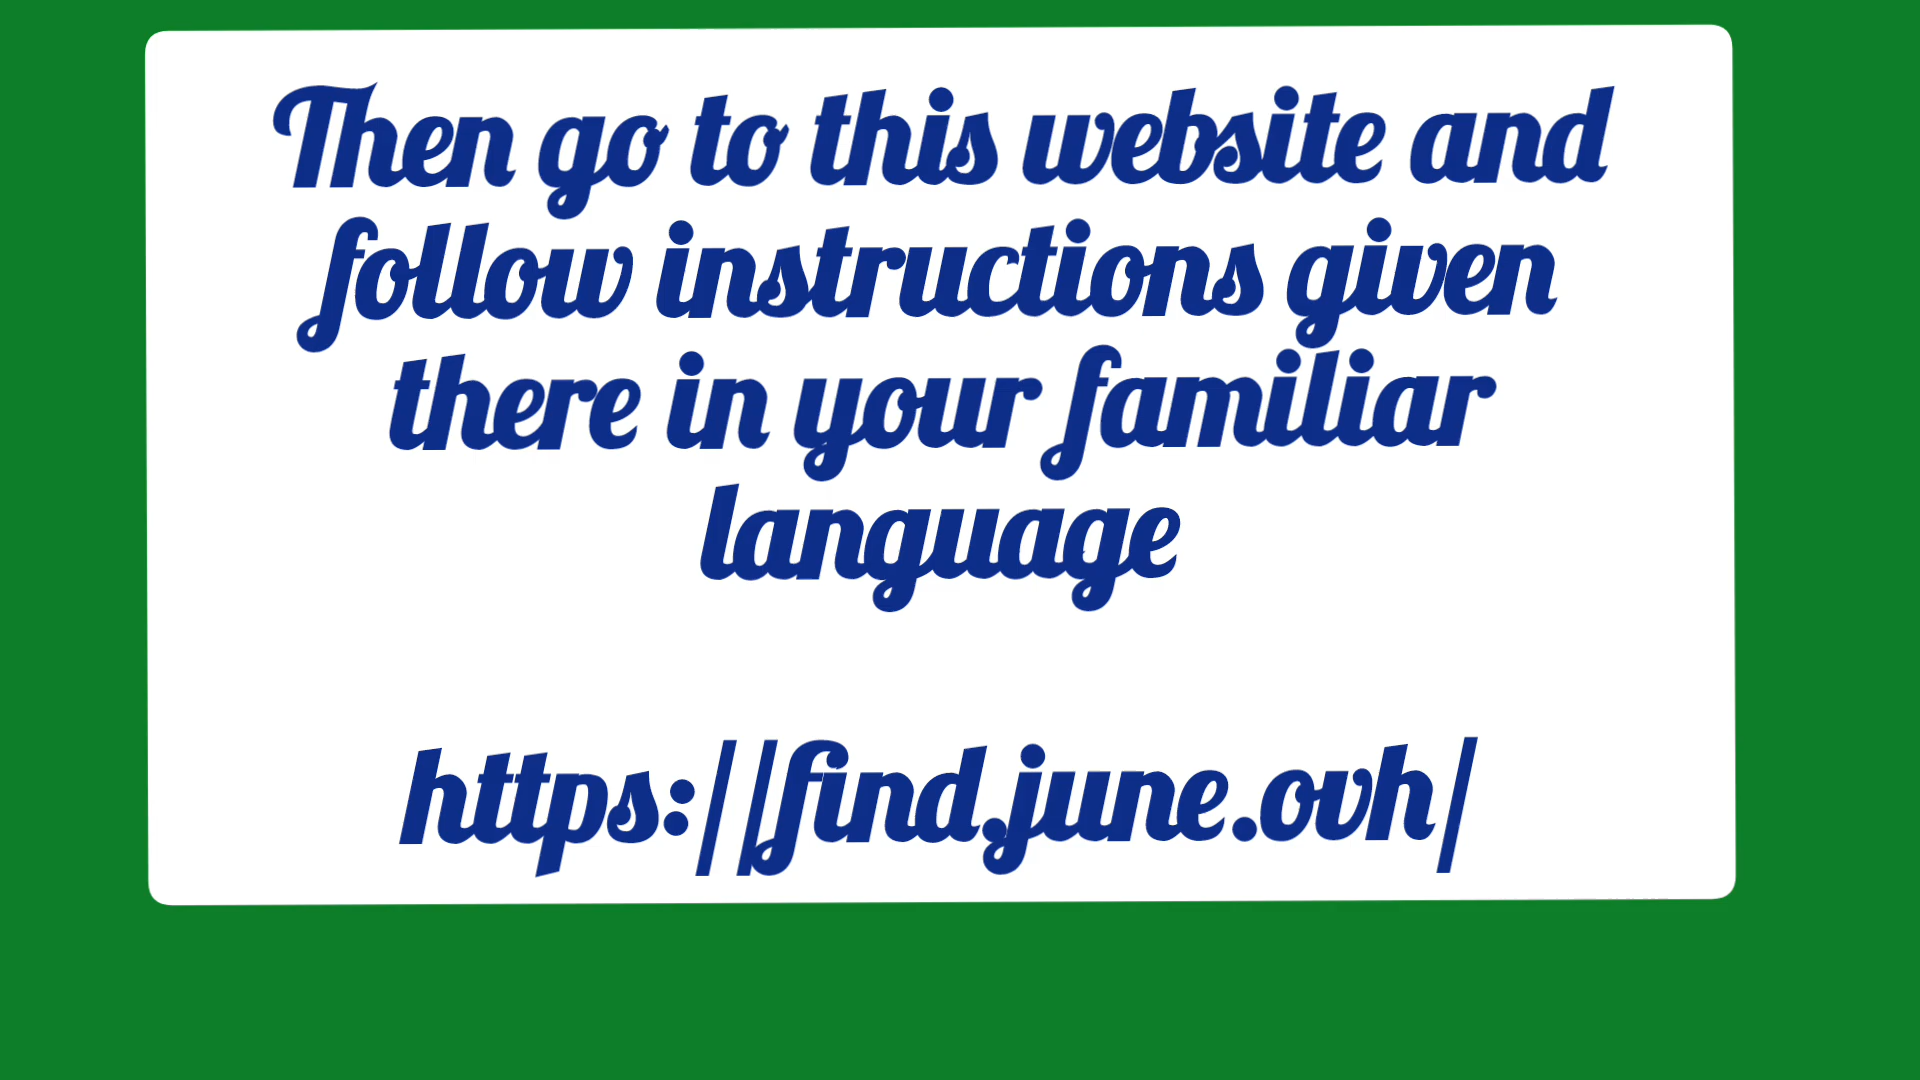 Then go to this website and
follow instructions given
there in your familiar
language
https://find.june.ovh/